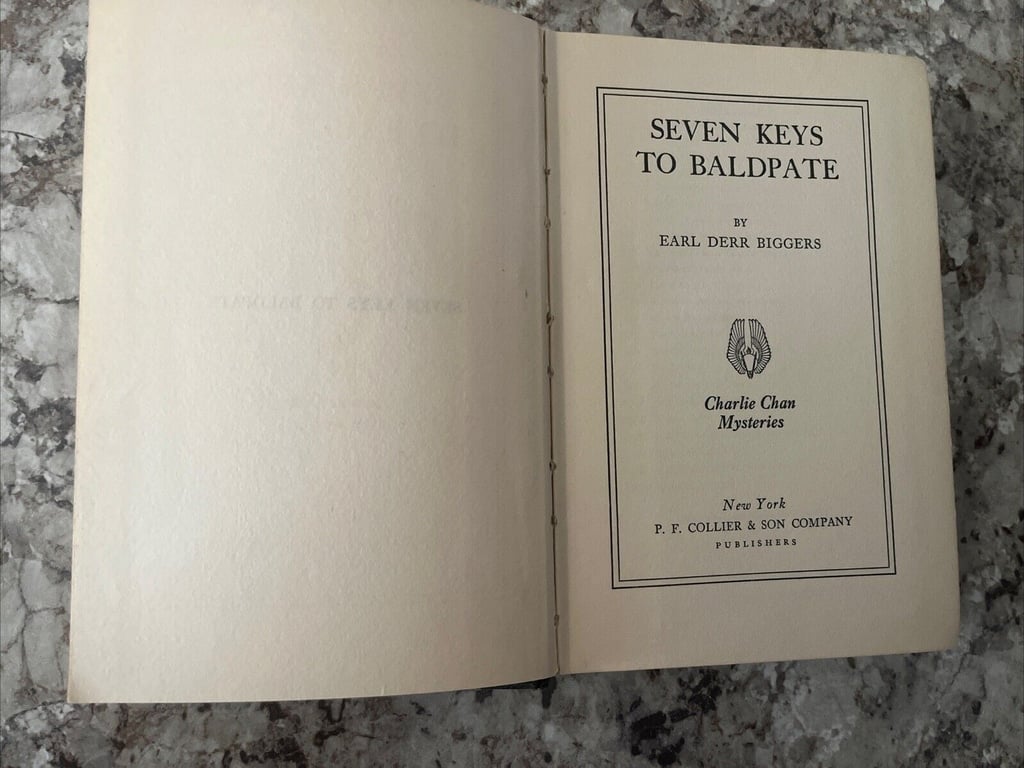 SEVEN KEYS
TO BALDPATE
BY
EARL DERR BIGGERS
Charlie Chan
Mysteries
New York
P. F. COLLIER & SON COMPANY
PUBLISHERS